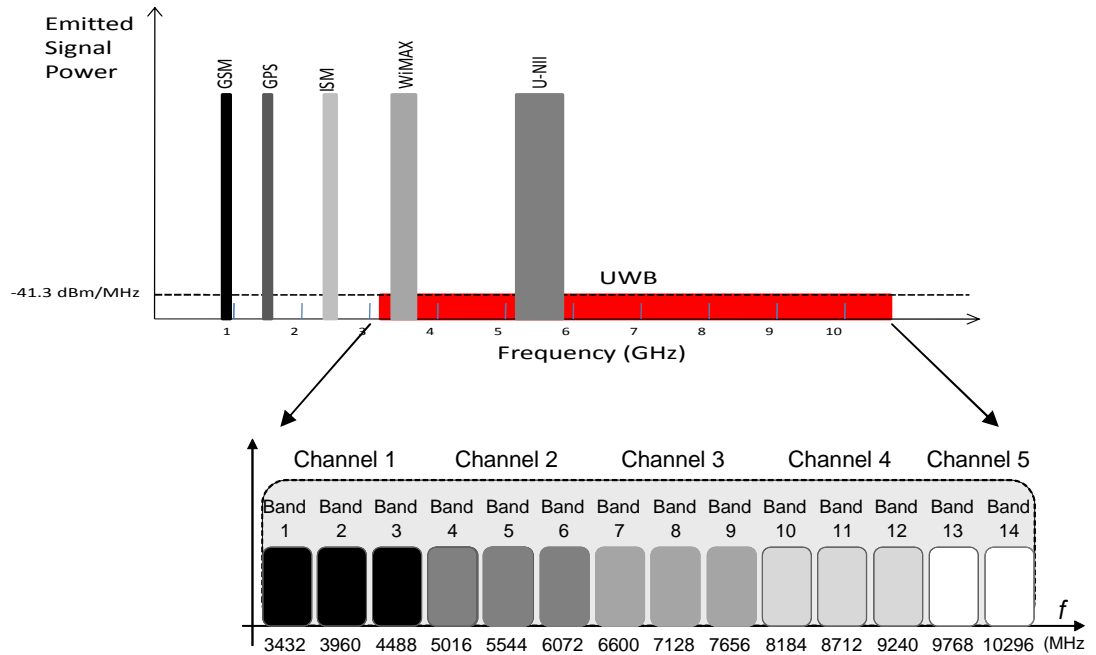 Emitted
Signal
Power
GSM
GPS
ISM
WiMAX
U-NII
UWB
-41.3 dBm/MHz
1 2 3 4 5 6 7 8 9 10
Frequency (GHz)
Channel 1 Channel 2 Channel 3 Channel 4 Channel 5
Band Band Band Band Band Band Band Band Band Band Band Band Band Band
1 2 3 4 5 6 7 8 9 10 11 12 13 14
f
3432 3960 4488 5016 5544 6072 6600 7128 7656 8184 8712 9240 9768 10296 (MHz